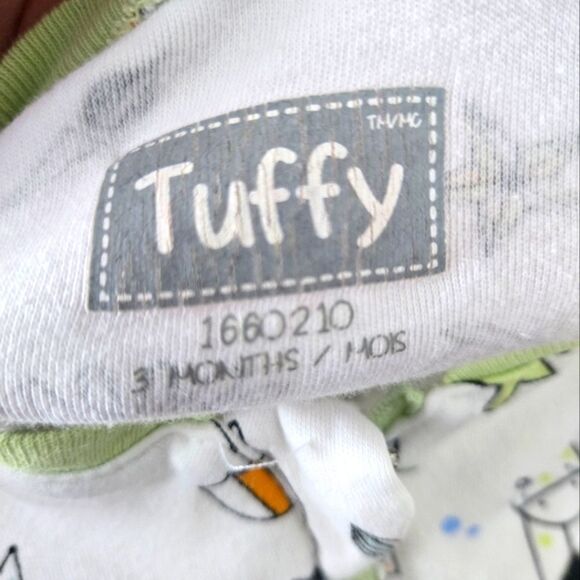 TM/MC
Tuffy
1660210
3 MONTHS / MOIS